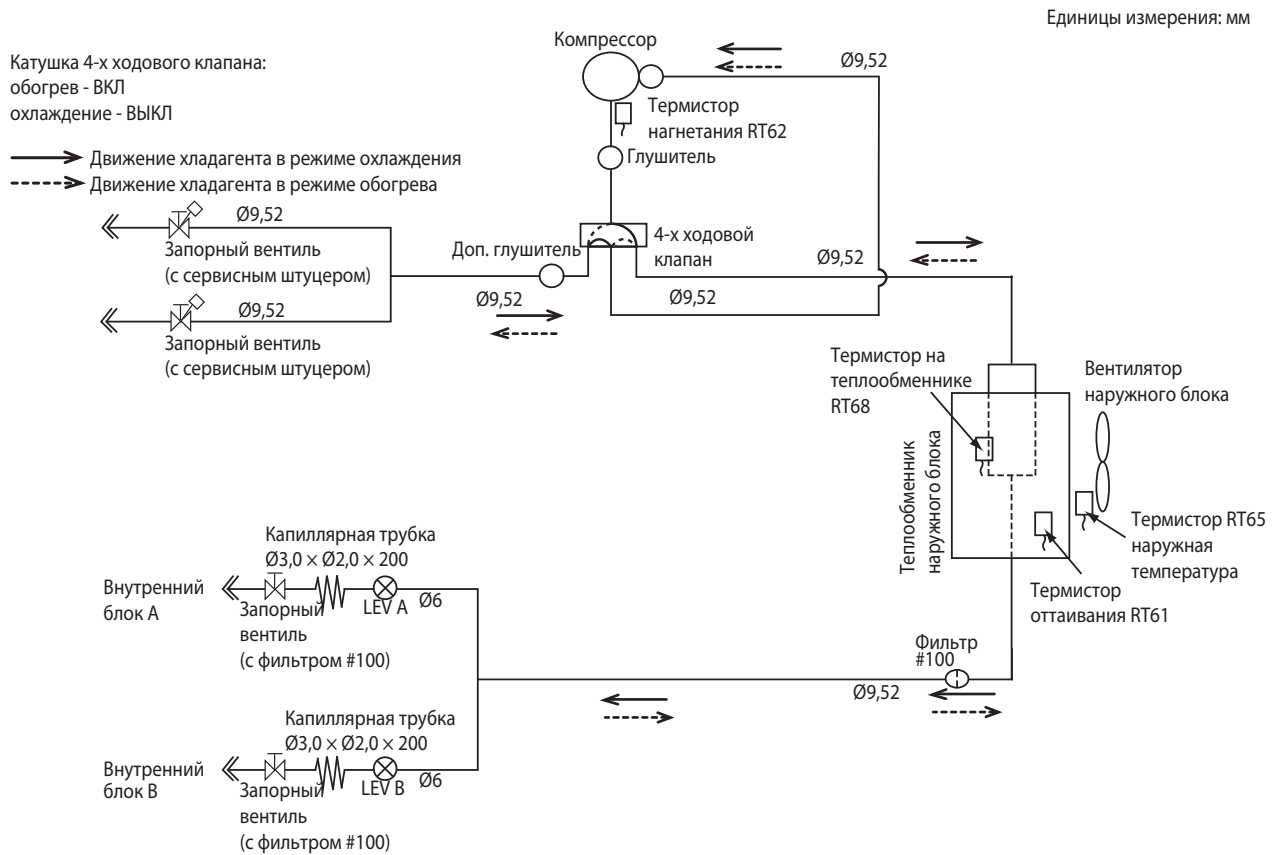 Единицы измерения: мм
Катушка 4-х ходового клапана:
обогрев - ВКЛ
охлаждение - ВЫКЛ
Движение хладагента в режиме охлаждения
Движение хладагента в режиме обогрева
Компрессор
Ø9,52
Термистор
нагнетания RT62
Глушитель
4-х ходовой
клапан
Доп. глушитель
Ø9,52
Ø9,52
Ø9,52
Ø9,52
Запорный вентиль
(с сервисным штуцером)
Ø9,52
Запорный вентиль
(с сервисным штуцером)
Термистор на
теплообменнике
RT68
Вентилятор
наружного блока
Теплообменник
наружного блока
Термистор RT65
наружная
температура
Термистор
оттаивания RT61
Фильтр
#100
Ø9,52
Капиллярная трубка
Ø3,0 × Ø2,0 × 200
Внутренний
блок A
LEV A
Ø6
Запорный
вентиль
(с фильтром #100)
Капиллярная трубка
Ø3,0 × Ø2,0 × 200
Внутренний
блок B
LEV B
Ø6
Запорный
вентиль
(с фильтром #100)